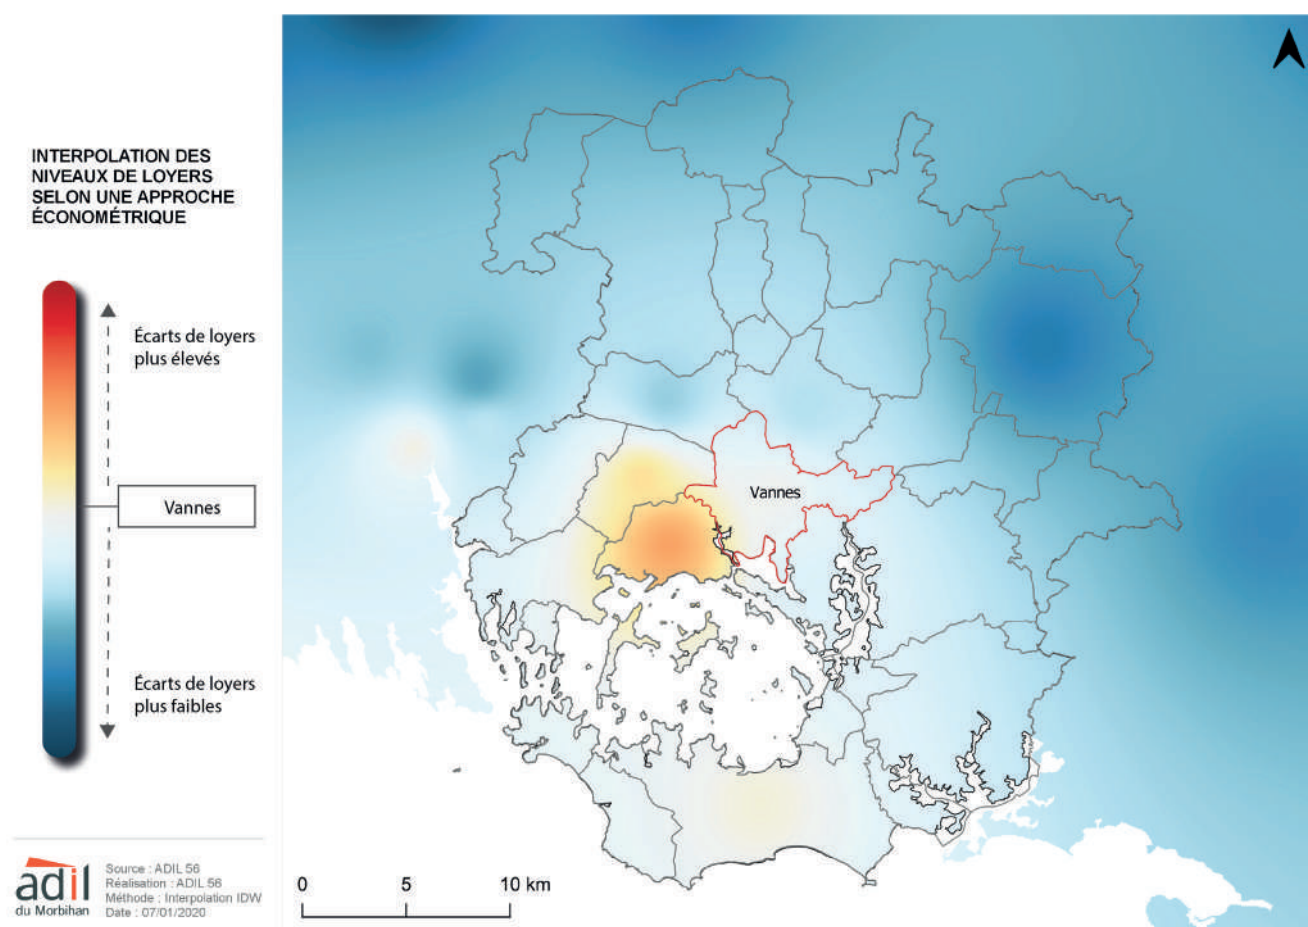 INTERPOLATION DES
NIVEAUX DE LOYERS
SELON UNE APPROCHE
ÉCONOMÉTRIQUE
Écarts de loyers
plus élevés
Vannes
Écarts de loyers
plus faibles
Vannes
adil
du Morbihan
Source : ADIL 56
Réalisation : ADIL 56
Méthode : Interpolation IDW
Date : 07/01/2020
0 5 10 km